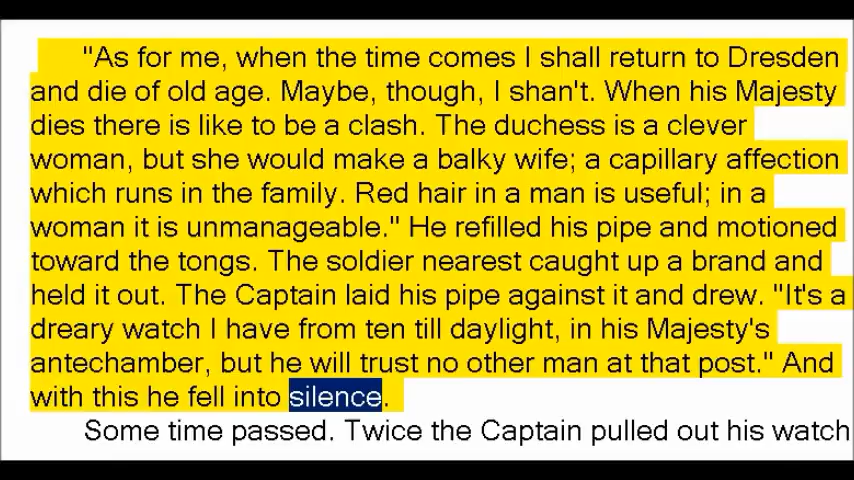 "As for me, when the time comes I shall return to Dresden
and die of old age. Maybe, though, I shan't. When his Majesty
dies there is like to be a clash. The duchess is a clever
woman, but she would make a balky wife; a capillary affection
which runs in the family. Red hair in a man is useful; in a
woman it is unmanageable." He refilled his pipe and motioned
toward the tongs. The soldier nearest caught up a brand and
held it out. The Captain laid his pipe against it and drew. "It's a
dreary watch I have from ten till daylight, in his Majesty's
antechamber, but he will trust no other man at that post." And
with this he fell into silence.
Some time passed. Twice the Captain pulled out his watch